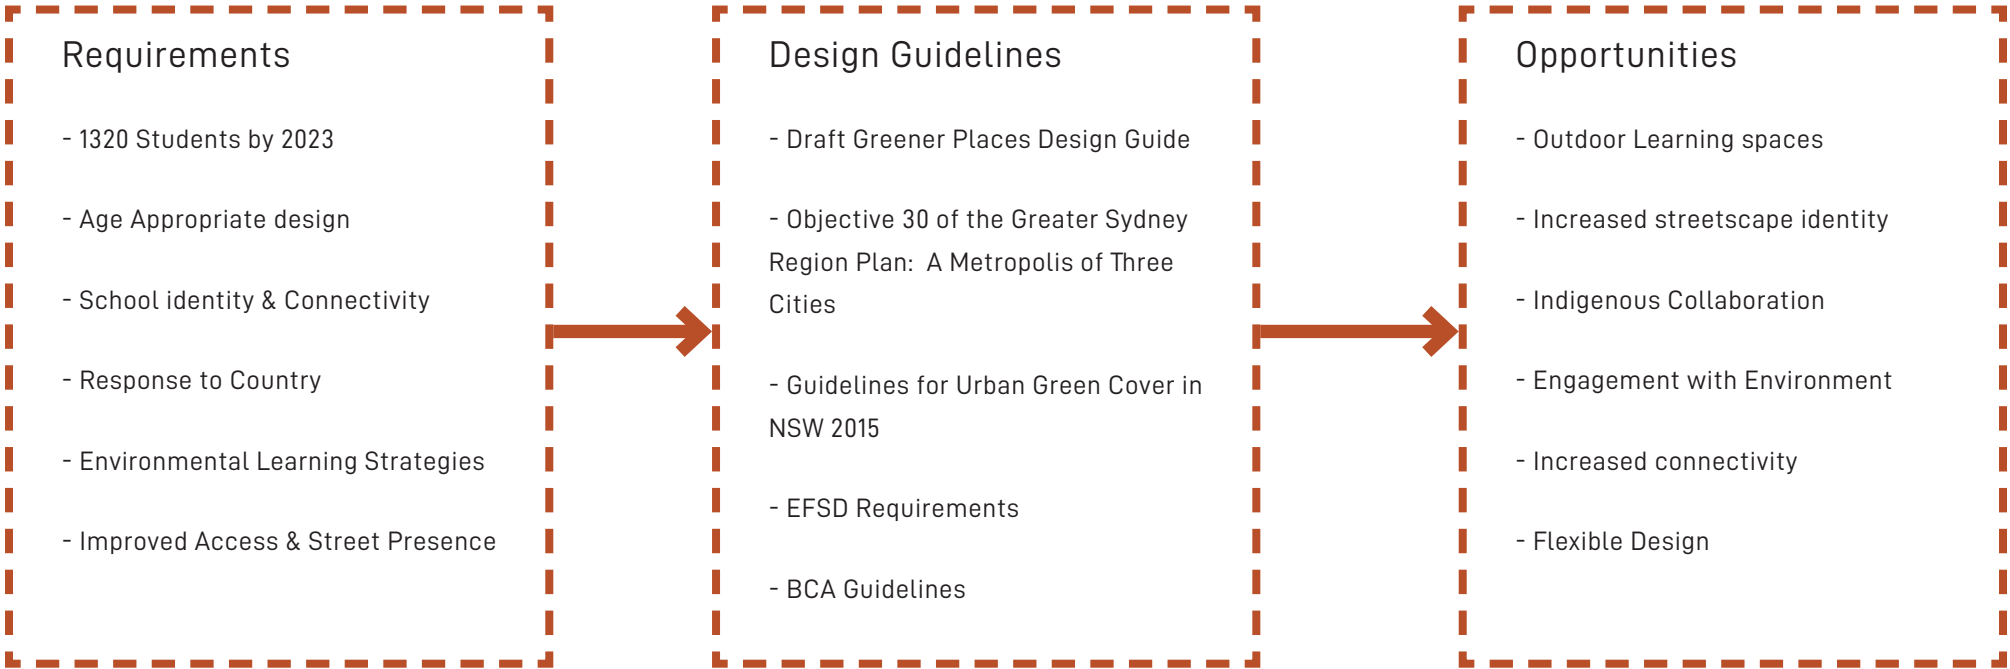 Requirements
- 1320 Students by 2023
- Age Appropriate design
- School identity & Connectivity
- Response to Country
- Environmental Learning Strategies
- Improved Access & Street Presence
Design Guidelines
- Draft Greener Places Design Guide
- Objective 30 of the Greater Sydney
Region Plan:  A Metropolis of Three
Cities
- Guidelines for Urban Green Cover in
NSW 2015
- EFSD Requirements
- BCA Guidelines
Opportunities
- Outdoor Learning spaces
- Increased streetscape identity
- Indigenous Collaboration
- Engagement with Environment
- Increased connectivity
- Flexible Design